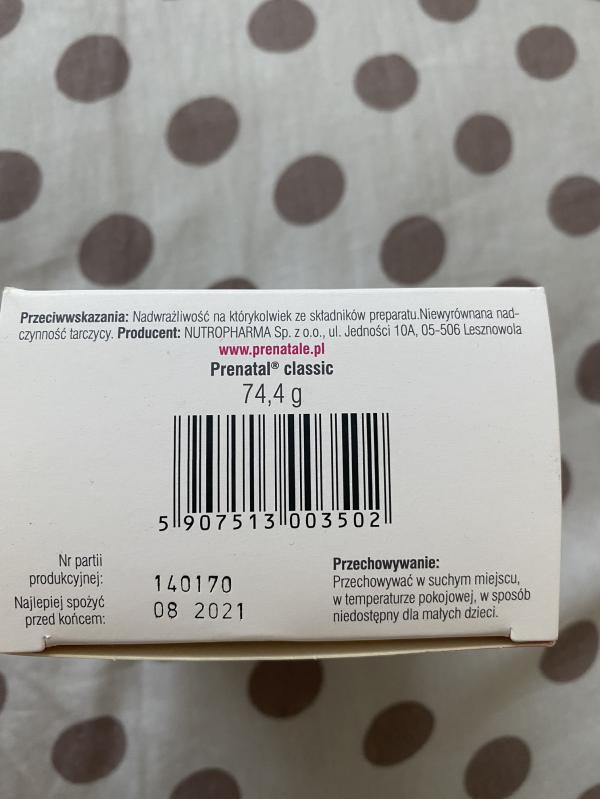 Przeciwwskazania: Nadwrażliwość na którykolwiek ze składników preparatu.Niewyrównana nad-
czynność tarczycy. Producent: NUTROPHARMA Sp. z o.o., ul. Jedności 10A, 05-506 Lesznowola
www.prenatale.pl
Prenatal® classic
74,4 g
5 907513 003502
Nr partii
produkcyjnej: 140170
Najlepiej spożyć
przed końcem: 08 2021
Przechowywanie:
Przechowywać w suchym miejscu,
w temperaturze pokojowej, w sposób
niedostępny dla małych dzieci.